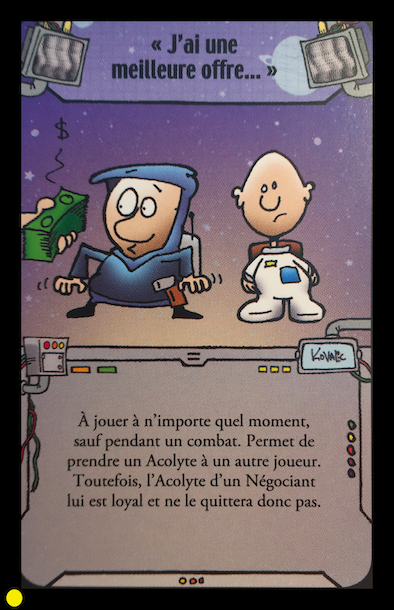 « J'ai une
meilleure offre... »
$
KOVALIC
À jouer à n'importe quel moment,
sauf pendant un combat. Permet de
prendre un Acolyte à un autre joueur.
Toutefois, l'Acolyte d'un Négociant
lui est loyal et ne le quittera donc pas.